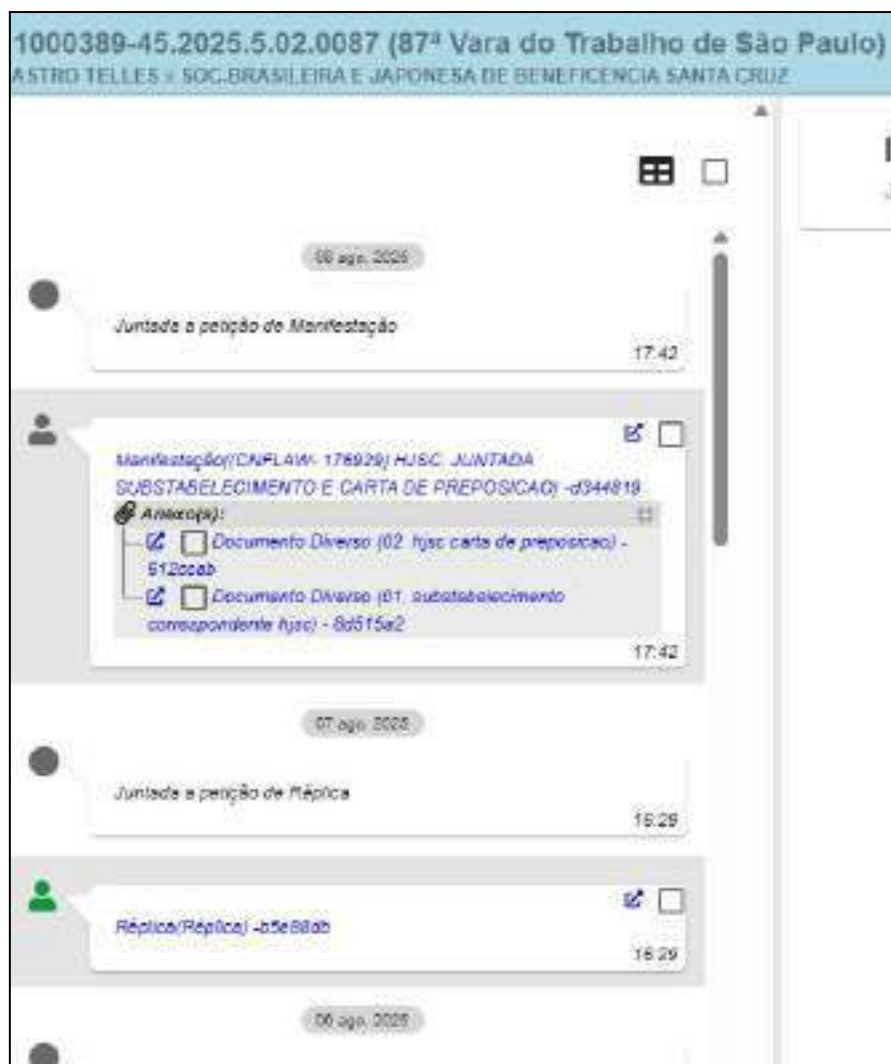 1000389-45.2025.5.02.0087 (87ª Vara do Trabalho de São Paulo)
ASTRO TELLES x SOC.BRASILEIRA E JAPONESA DE BENEFICENCIA SANTA CRUZ
08 ago. 2025
Juntada a petição de Manifestação
17:42
Manifestação((CNFLAW- 176929) HJSC. JUNTADA
SUBSTABELECIMENTO E CARTA DE PREPOSICAO) -d344819
Anexo(s):
Documento Diverso (02. hjsc carta de preposicao) -
Documento Diverso (01. substabelecimento
correspondente hjsc) - 8d515a2
17:42
07 ago. 2025
Juntada a petição de Réplica
16:29
Réplica(Réplica) -b5e88db
16:29
06 ago. 2025